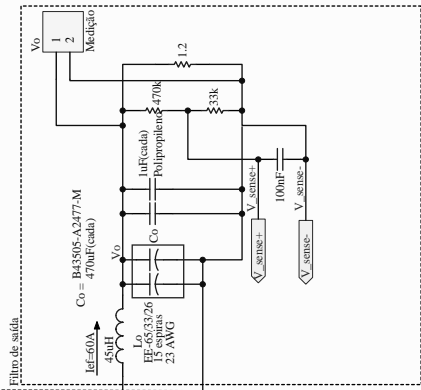 Filtro de saída
Vo
1
2
Medição
1.2
470k
33k
1uF(cada)
Polipropileno
100nF
V_sense+
V_sense-
V_sense+
V_sense-
Co = B43505-A2477-M
470uF(cada)
Vo
Co
Ief=60A
45uH
Lo
EE-65/33/26
15 espiras
23 AWG